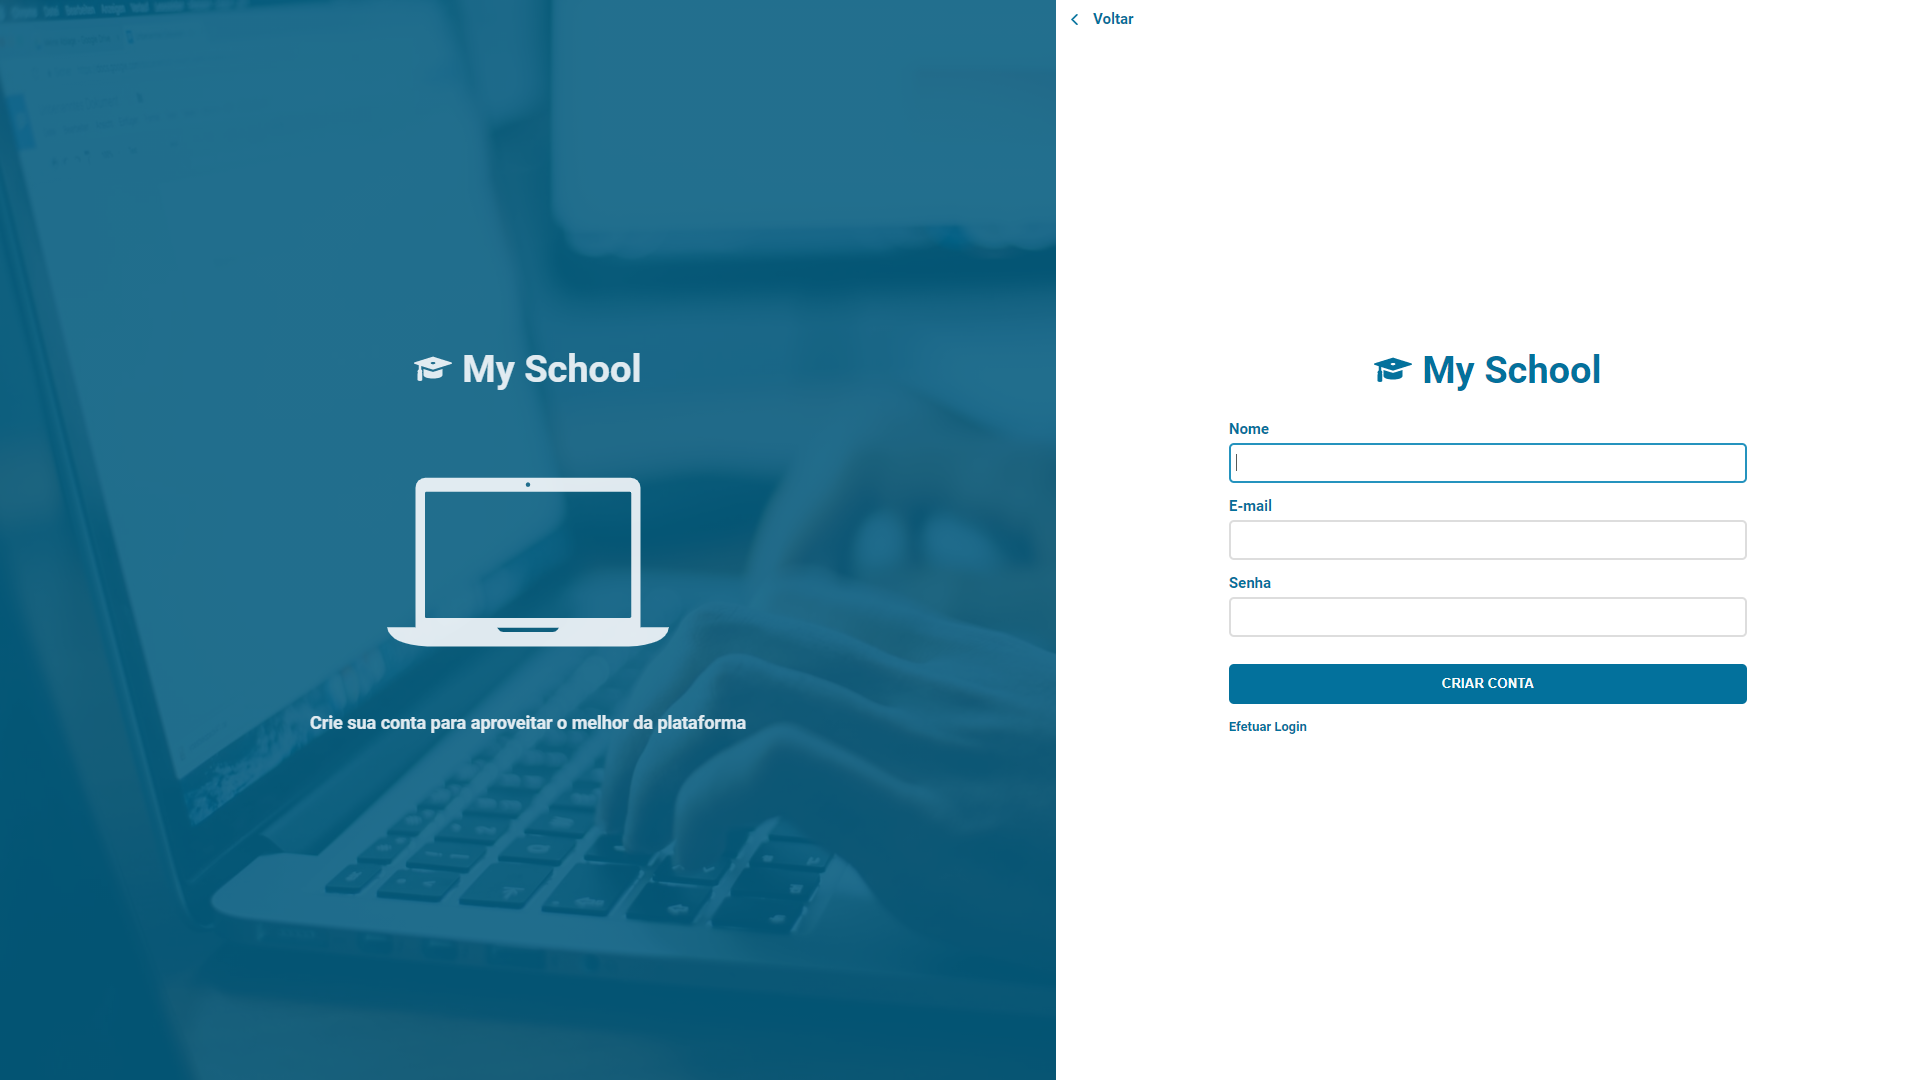 My School
Crie sua conta para aproveitar o melhor da plataforma
Voltar
My School
Nome
E-mail
Senha
CRIAR CONTA
Efetuar Login